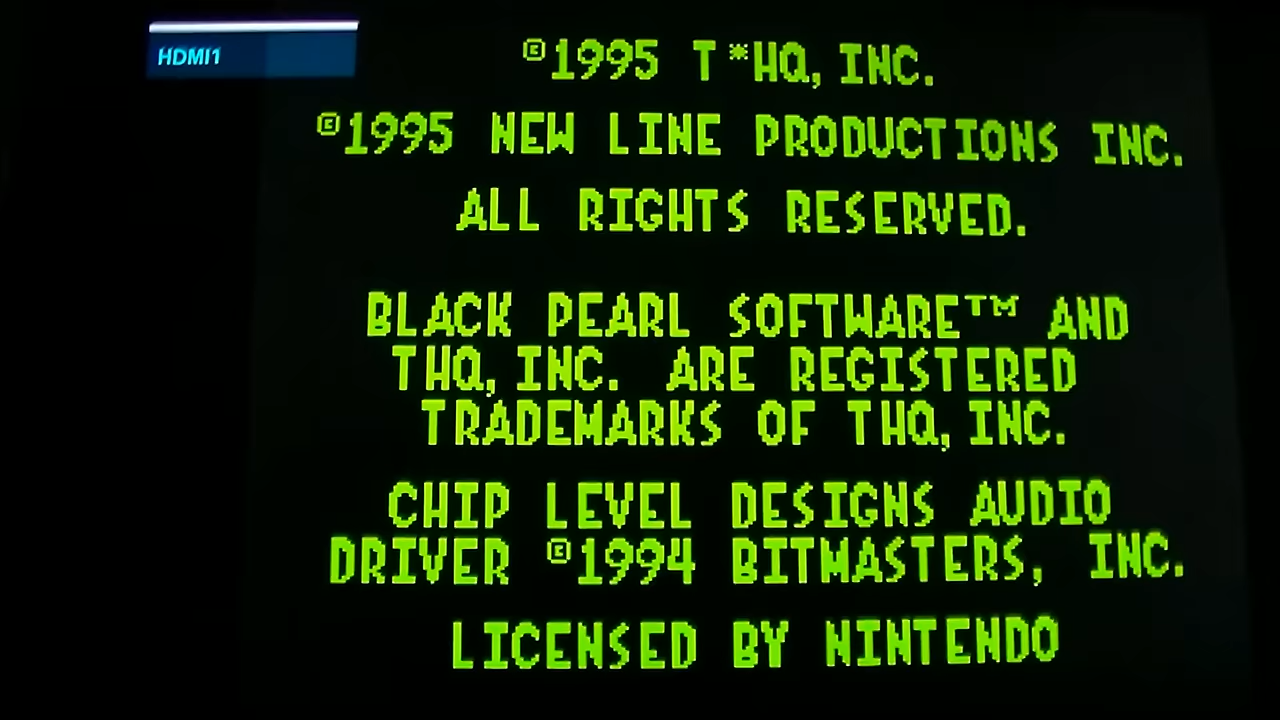 HDMI1
©1995 T*HQ, INC.
©1995 NEW LINE PRODUCTIONS INC.
ALL RIGHTS RESERVED.
BLACK PEARL SOFTWARE™ AND
THQ, INC. ARE REGISTERED
TRADEMARKS OF THQ, INC.
CHIP LEVEL DESIGNS AUDIO
DRIVER ©1994 BITMASTERS, INC.
LICENSED BY NINTENDO